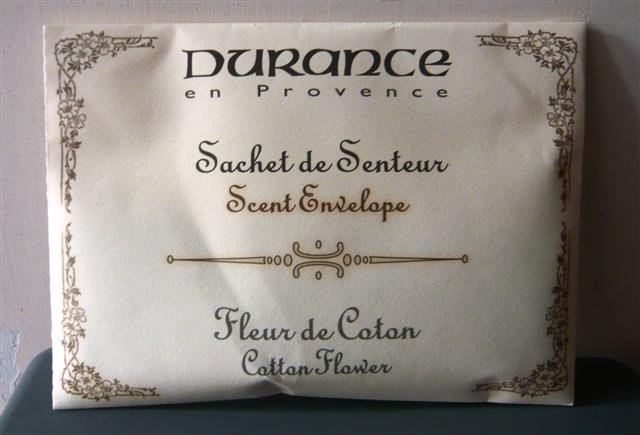 DURANCE
en Provence
Sachet de Senteur
Scent Envelope
Fleur de Coton
Cotton Flower